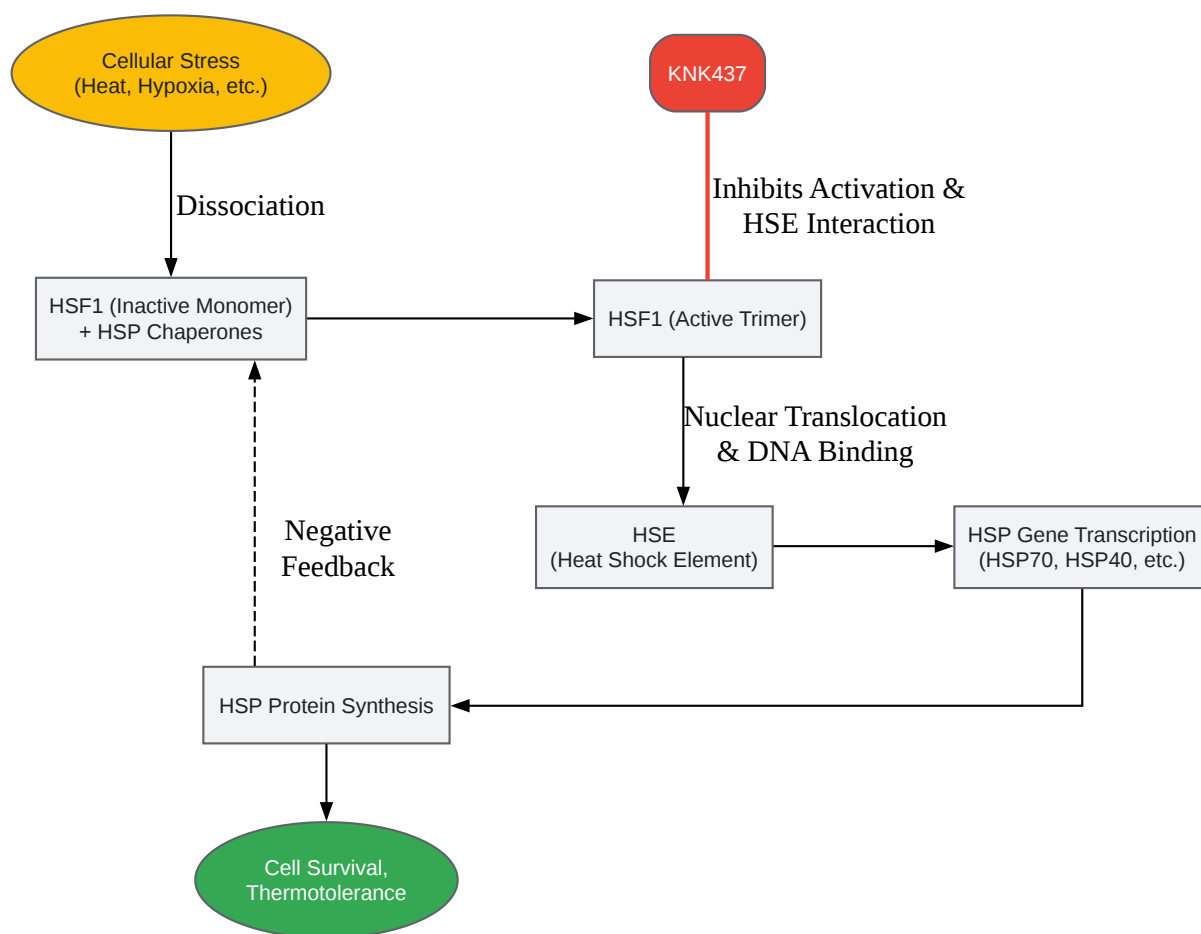 Cellular Stress
(Heat, Hypoxia, etc.)
KNK437
Dissociation
Inhibits Activation &
HSE Interaction
HSF1 (Inactive Monomer)
+ HSP Chaperones
HSF1 (Active Trimer)
Nuclear Translocation
& DNA Binding
Negative
Feedback
HSE
(Heat Shock Element)
HSP Gene Transcription
(HSP70, HSP40, etc.)
HSP Protein Synthesis
Cell Survival,
Thermotolerance